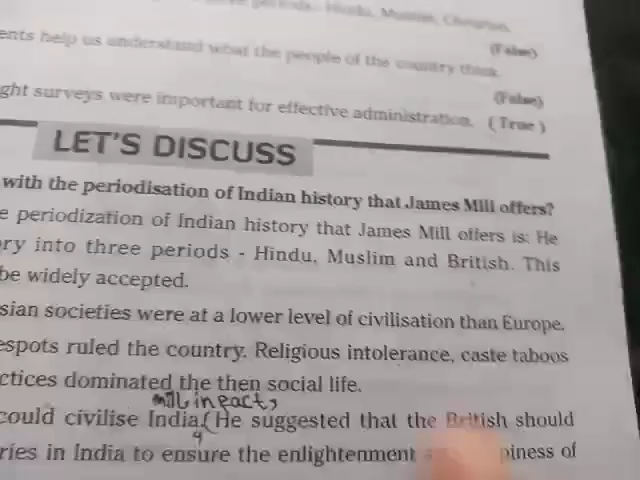 periods - Hindu, Muslim, Christian.
(False)
ents help us understand what the people of the country think.
(False)
ght surveys were important for effective administration. (True)
LET'S DISCUSS
with the periodisation of Indian history that James Mill offers?
e periodization of Indian history that James Mill offers is: He
ory into three periods - Hindu, Muslim and British. This
be widely accepted.
sian societies were at a lower level of civilisation than Europe.
espots ruled the country. Religious intolerance, caste taboos
ctices dominated the then social life.
mill in
could civilise India (He suggested that the British should
ries in India to ensure the enlightenment piness of